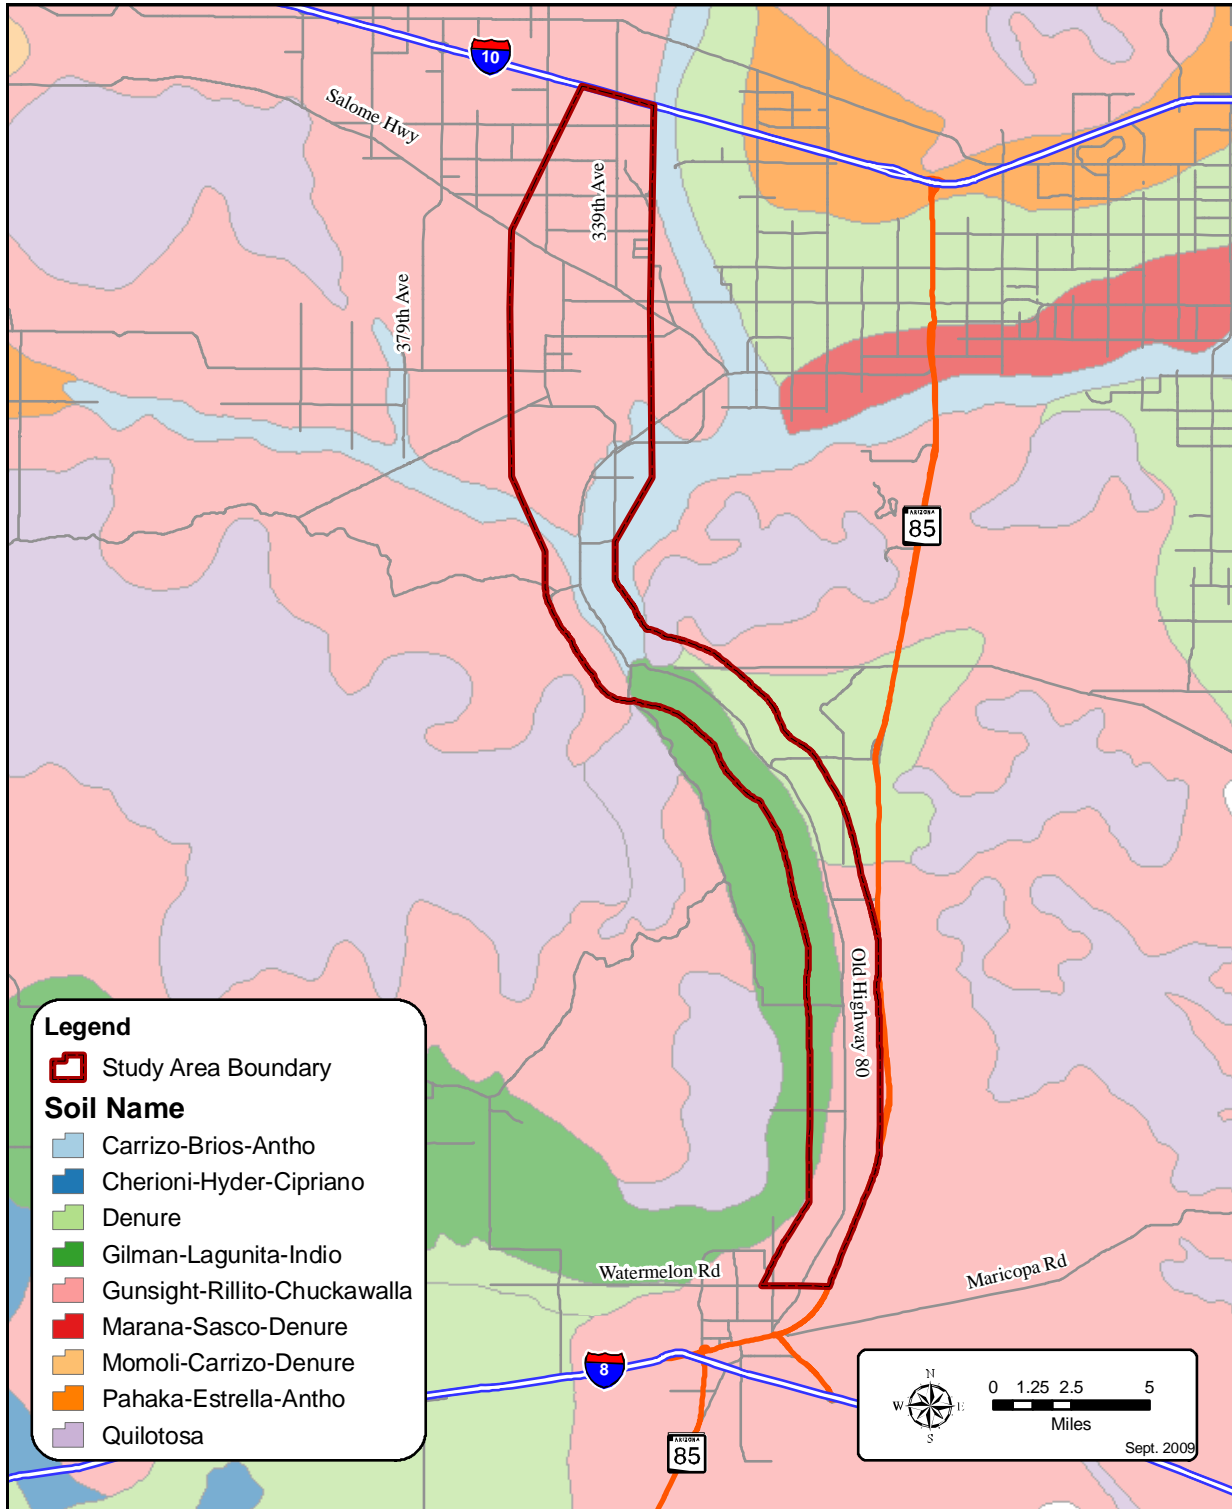 10
Salome Hwy
339th Ave
379th Ave
ARIZONA
85
Old Highway 80
Legend
Study Area Boundary
Soil Name
Carrizo-Brios-Antho
Cherioni-Hyder-Cipriano
Denure
Gilman-Lagunita-Indio
Gunsight-Rillito-Chuckawalla
Marana-Sasco-Denure
Momoli-Carrizo-Denure
Pahaka-Estrella-Antho
Quilotosa
Watermelon Rd
Maricopa Rd
8
ARIZONA
85
N
W E
S
0 1.25 2.5 5
Miles
Sept. 2009